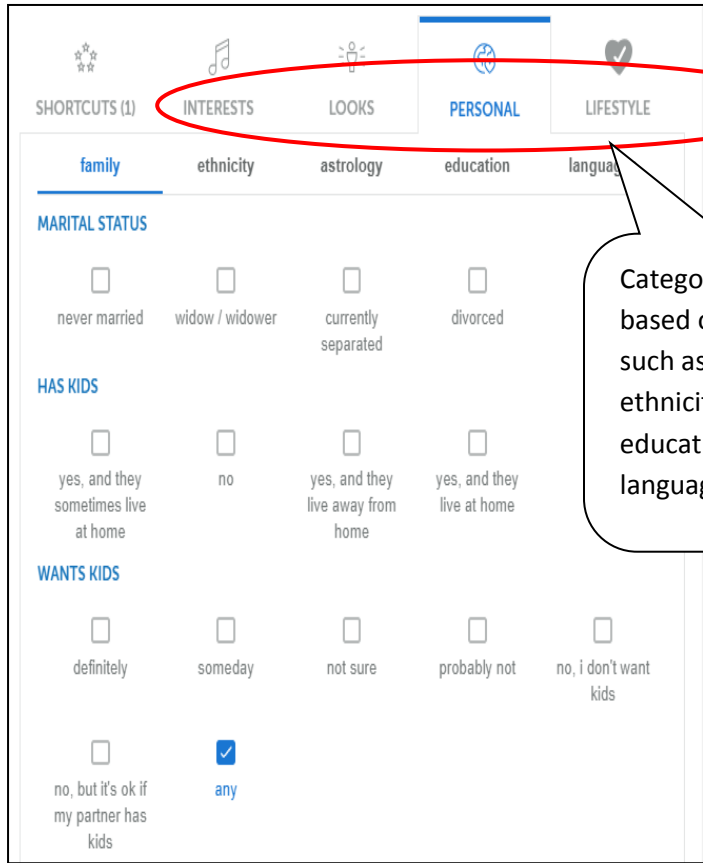 SHORTCUTS (1) INTERESTS LOOKS PERSONAL LIFESTYLE
family ethnicity astrology education
MARITAL STATUS
never married widow / widower currently separated divorced
HAS KIDS
yes, and they sometimes live at home
no
yes, and they live away from home
yes, and they live at home
WANTS KIDS
definitely someday not sure probably not no, i don't want kids
no, but it's ok if my partner has kids
any
based
such as